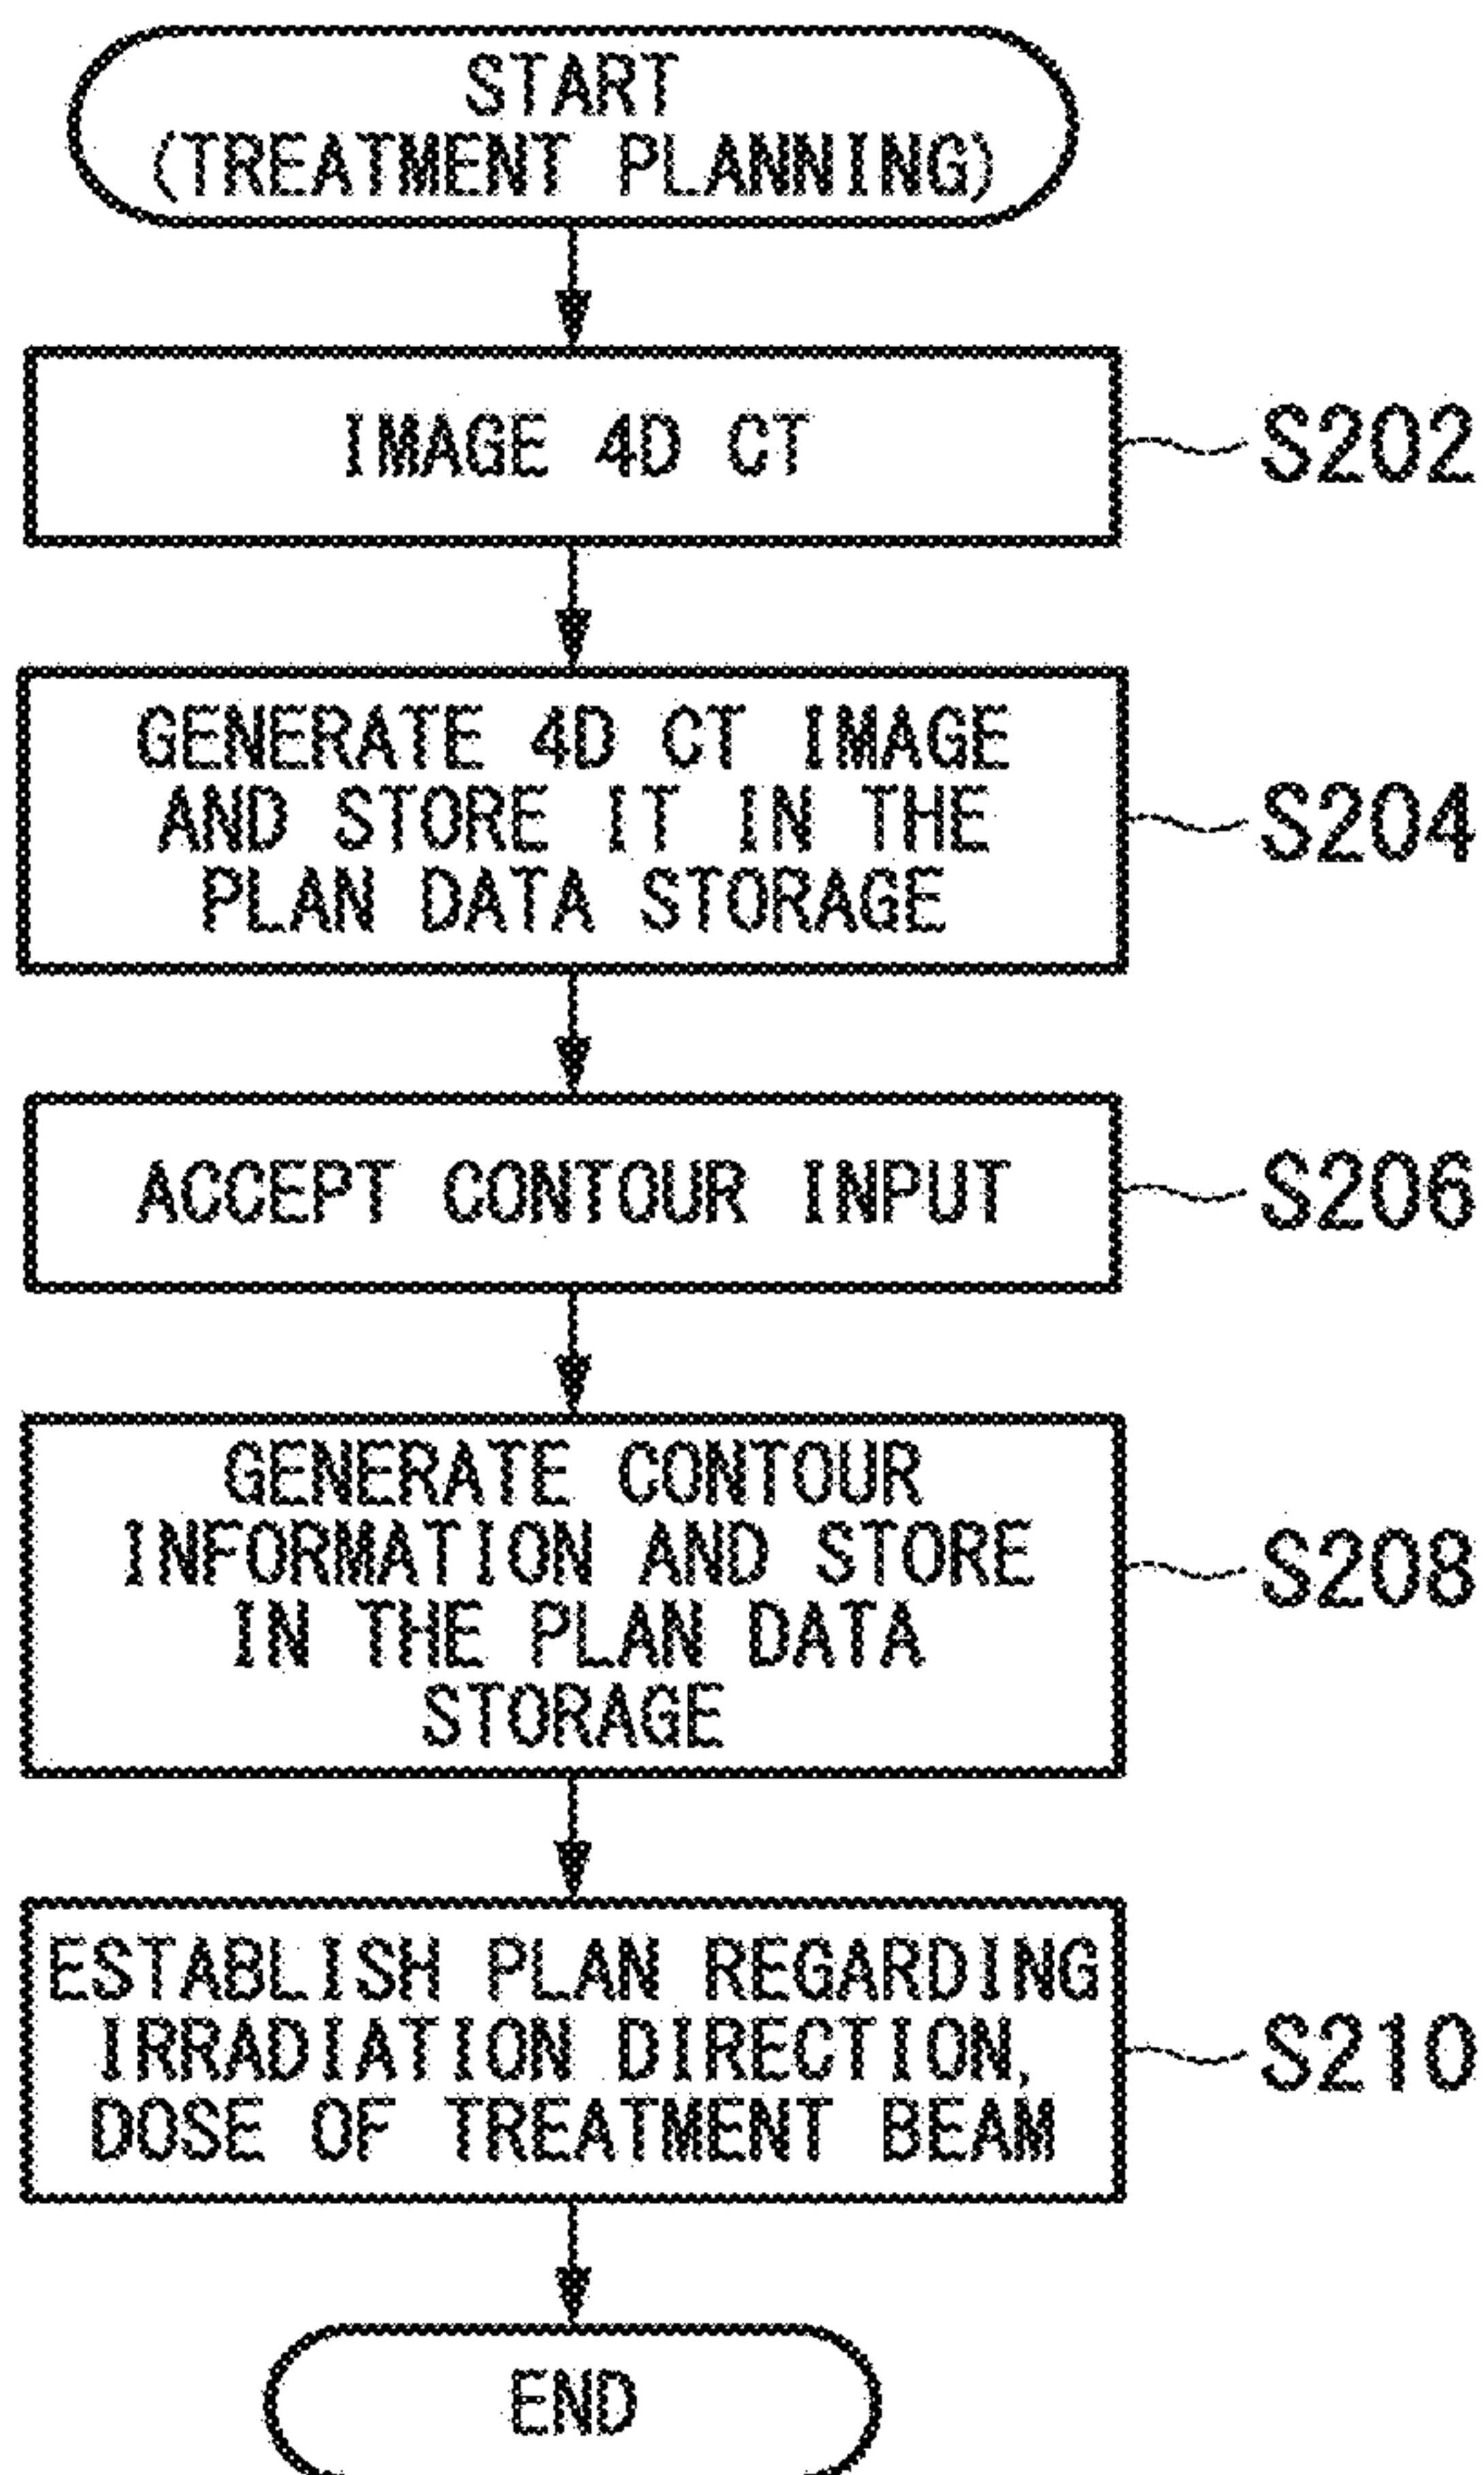 START
(TREATMENT PLANNING)
IMAGE 4D CT
S202
GENERATE 4D CT IMAGE
AND STORE IT IN THE
PLAN DATA STORAGE
S204
ACCEPT CONTOUR INPUT
S206
GENERATE CONTOUR
INFORMATION AND STORE
IN THE PLAN DATA
STORAGE
S208
ESTABLISH PLAN REGARDING
IRRADIATION DIRECTION,
DOSE OF TREATMENT BEAM
S210
END